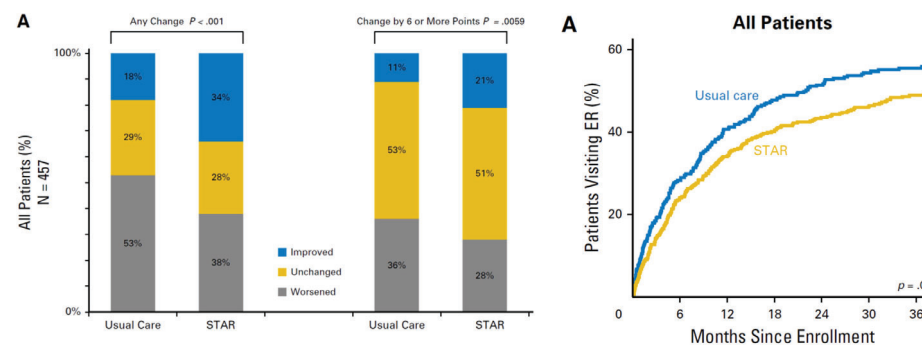 A
Any Change P < .001
Change by 6 or More Points P = .0059
100%
18%
34%
11%
21%
29%
28%
53%
51%
53%
38%
36%
28%
0%
All Patients (%)
N = 457
Improved
Unchanged
Worsened
Usual Care
STAR
Usual Care
STAR
A
All Patients
60
40
20
Patients Visiting ER (%)
Usual care
STAR
p = .0
0
6
12
18
24
30
36
Months Since Enrollment